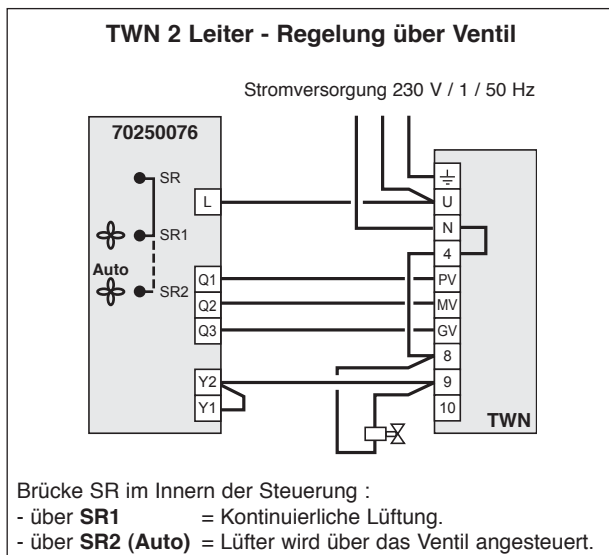 TWN 2 Leiter - Regelung über Ventil
Stromversorgung 230 V / 1 / 50 Hz
70250076
SR
L
U
SR1
N
4
Auto
SR2
Q1
PV
Q2
MV
Q3
GV
8
Y2
9
Y1
10
TWN
Brücke SR im Innern der Steuerung :
- über SR1 = Kontinuierliche Lüftung.
- über SR2 (Auto) = Lüfter wird über das Ventil angesteuert.